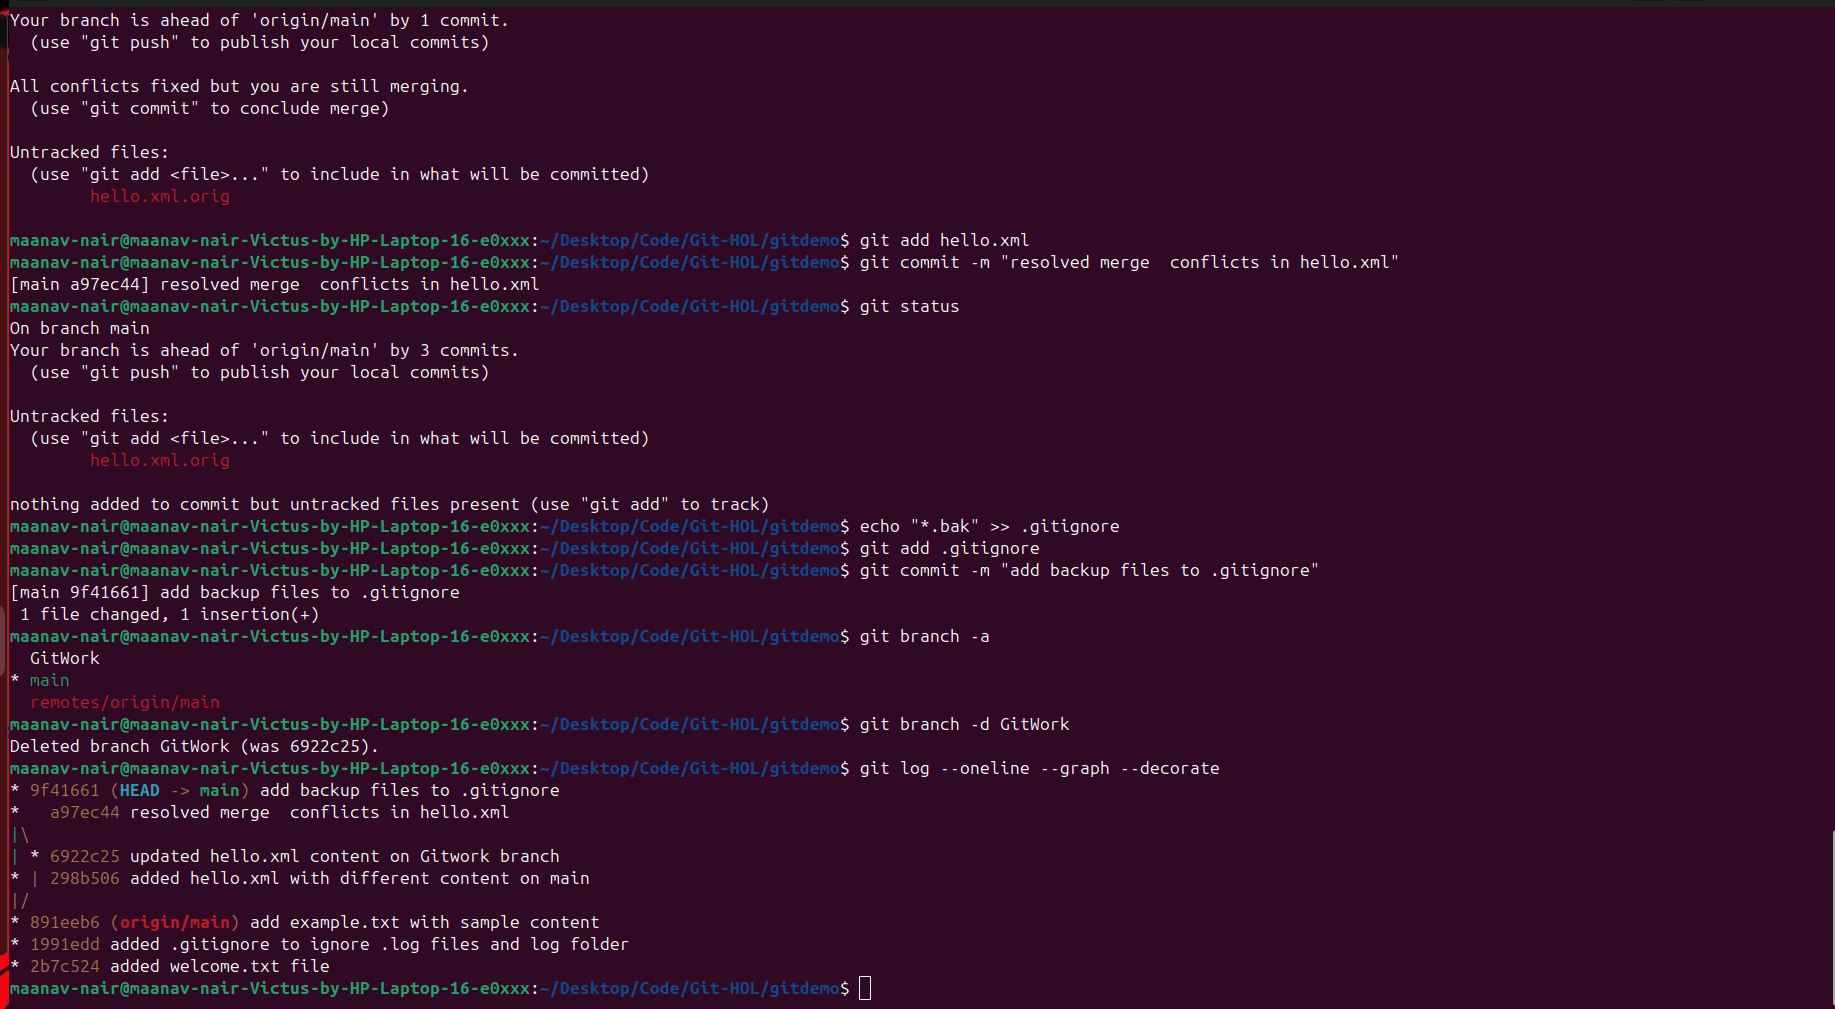 Your branch is ahead of 'origin/main' by 1 commit.
  (use "git push" to publish your local commits)

All conflicts fixed but you are still merging.
  (use "git commit" to conclude merge)

Untracked files:
  (use "git add <file>..." to include in what will be committed)
        hello.xml.orig

maanav-nair@maanav-nair-Victus-by-HP-Laptop-16-e0xxx:~/Desktop/Code/Git-HOL/gitdemo$ git add hello.xml
maanav-nair@maanav-nair-Victus-by-HP-Laptop-16-e0xxx:~/Desktop/Code/Git-HOL/gitdemo$ git commit -m "resolved merge  conflicts in hello.xml"
[main a97ec44] resolved merge  conflicts in hello.xml
maanav-nair@maanav-nair-Victus-by-HP-Laptop-16-e0xxx:~/Desktop/Code/Git-HOL/gitdemo$ git status
On branch main
Your branch is ahead of 'origin/main' by 3 commits.
  (use "git push" to publish your local commits)

Untracked files:
  (use "git add <file>..." to include in what will be committed)
        hello.xml.orig

nothing added to commit but untracked files present (use "git add" to track)
maanav-nair@maanav-nair-Victus-by-HP-Laptop-16-e0xxx:~/Desktop/Code/Git-HOL/gitdemo$ echo "*.bak" >> .gitignore
maanav-nair@maanav-nair-Victus-by-HP-Laptop-16-e0xxx:~/Desktop/Code/Git-HOL/gitdemo$ git add .gitignore
maanav-nair@maanav-nair-Victus-by-HP-Laptop-16-e0xxx:~/Desktop/Code/Git-HOL/gitdemo$ git commit -m "add backup files to .gitignore"
[main 9f41661] add backup files to .gitignore
 1 file changed, 1 insertion(+)
maanav-nair@maanav-nair-Victus-by-HP-Laptop-16-e0xxx:~/Desktop/Code/Git-HOL/gitdemo$ git branch -a
  GitWork
* main
  remotes/origin/main
maanav-nair@maanav-nair-Victus-by-HP-Laptop-16-e0xxx:~/Desktop/Code/Git-HOL/gitdemo$ git branch -d GitWork
Deleted branch GitWork (was 6922c25).
maanav-nair@maanav-nair-Victus-by-HP-Laptop-16-e0xxx:~/Desktop/Code/Git-HOL/gitdemo$ git log --oneline --graph --decorate
* 9f41661 (HEAD -> main) add backup files to .gitignore
*   a97ec44 resolved merge  conflicts in hello.xml
|\
| * 6922c25 updated hello.xml content on Gitwork branch
* | 298b506 added hello.xml with different content on main
|/
* 891eeb6 (origin/main) add example.txt with sample content
* 1991edd added .gitignore to ignore .log files and log folder
* 2b7c524 added welcome.txt file
maanav-nair@maanav-nair-Victus-by-HP-Laptop-16-e0xxx:~/Desktop/Code/Git-HOL/gitdemo$